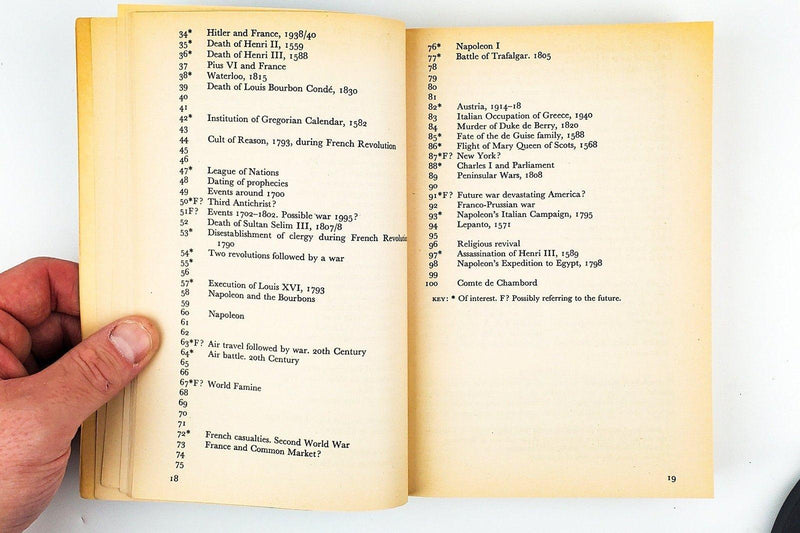 34* Hitler and France, 1938/40
35* Death of Henri II, 1559
36* Death of Henri III, 1588
37 Pius VI and France
38* Waterloo, 1815
39 Death of Louis Bourbon Condé, 1830
40
41
42* Institution of Gregorian Calendar, 1582
43
44 Cult of Reason, 1793, during French Revolution
45
46
47* League of Nations
48 Dating of prophecies
49 Events around 1700
50*F? Third Antichrist?
51F? Events 1702–1802. Possible war 1995?
52 Death of Sultan Selim III, 1807/8
53* Disestablishment of clergy during French Revolutio
1790
54* Two revolutions followed by a war
55*
56
57* Execution of Louis XVI, 1793
58 Napoleon and the Bourbons
59
60 Napoleon
61
62
63*F? Air travel followed by war. 20th Century
64* Air battle. 20th Century
65
66
67*F? World Famine
68
69
70
71
72* French casualties. Second World War
73 France and Common Market?
74
75
18
76* Napoleon I
77* Battle of Trafalgar. 1805
78
79
80
81
82* Austria, 1914–18
83 Italian Occupation of Greece, 1940
84 Murder of Duke de Berry, 1820
85* Fate of the de Guise family, 1588
86* Flight of Mary Queen of Scots, 1568
87*F? New York?
88* Charles I and Parliament
89 Peninsular Wars, 1808
90
91*F? Future war devastating America?
92 Franco-Prussian war
93* Napoleon's Italian Campaign, 1795
94 Lepanto, 1571
95
96 Religious revival
97* Assassination of Henri III, 1589
98 Napoleon's Expedition to Egypt, 1798
99
100 Comte de Chambord
KEY: * Of interest. F? Possibly referring to the future.
19